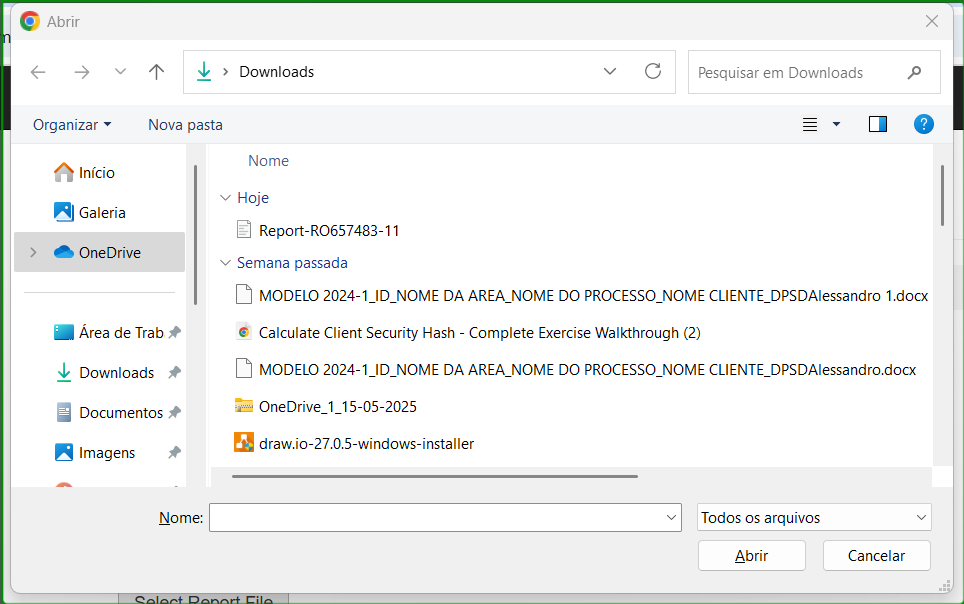 Abrir
Downloads
Pesquisar em Downloads
Organizar
Nova pasta
Início
Galeria
OneDrive
Área de Trab
Downloads
Documentos
Imagens
Nome
Hoje
Report-RO657483-11
Semana passada
MODELO 2024-1_ID_NOME DA AREA_NOME DO PROCESSO_NOME CLIENTE_DPSDAlessandro 1.docx
Calculate Client Security Hash - Complete Exercise Walkthrough (2)
MODELO 2024-1_ID_NOME DA AREA_NOME DO PROCESSO_NOME CLIENTE_DPSDAlessandro.docx
OneDrive_1_15-05-2025
draw.io-27.0.5-windows-installer
Nome:
Todos os arquivos
Abrir
Cancelar
Select Report File